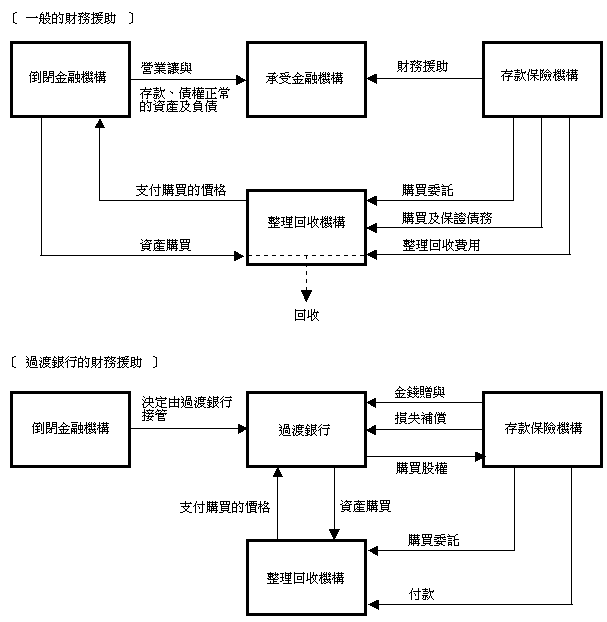 〔 一般的財務援助 〕
倒閉金融機構
營業讓與
存款、債權正常
的資產及負債
承受金融機構
財務援助
存款保險機構
支付購買的價格
資產購買
整理回收機構
購買委託
購買及保證債務
整理回收費用
回收
〔 過渡銀行的財務援助 〕
倒閉金融機構
決定由過渡銀行
接管
過渡銀行
金錢贈與
損失補償
購買股權
存款保險機構
支付購買的價格
資產購買
整理回收機構
購買委託
付款